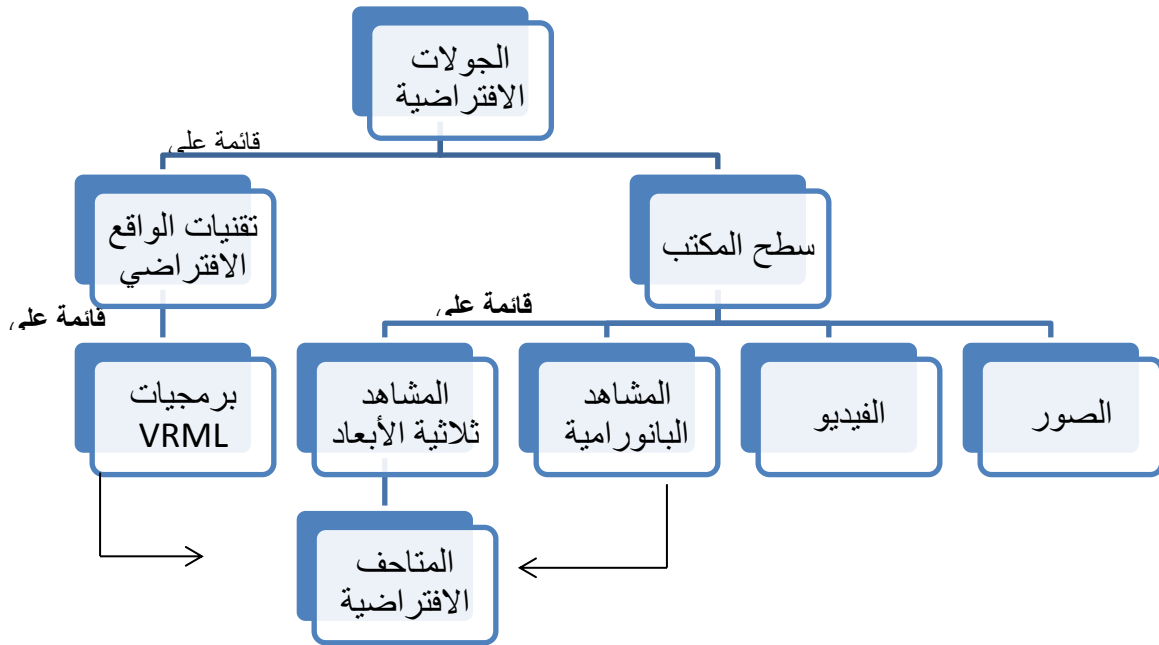 الجولات
الافتراضية
قائمة على
سطح المكتب
تقنيات الواقع
الافتراضي
قائمة على
قائمة على
الصور
الفيديو
المشاهد
البانورامية
المشاهد
ثلاثية الأبعاد
برمجيات
VRML
المتاحف
الافتراضية